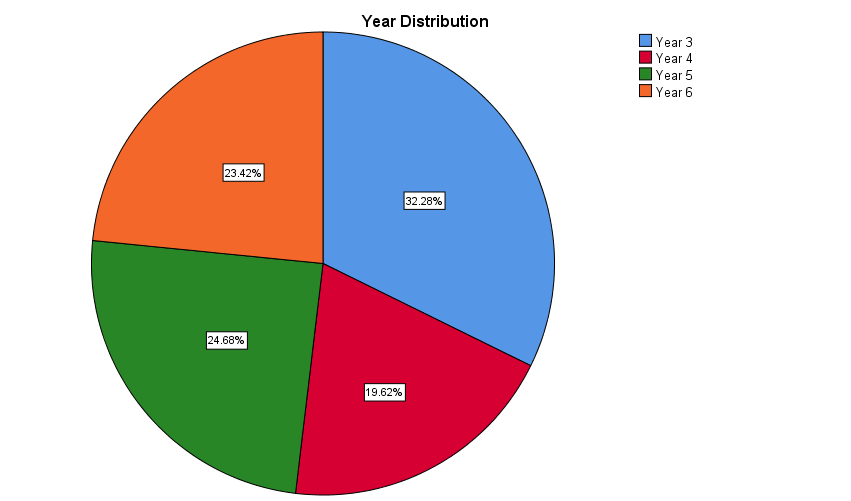 Year Distribution
Year 3
Year 4
Year 5
Year 6
23.42%
32.28%
24.68%
19.62%